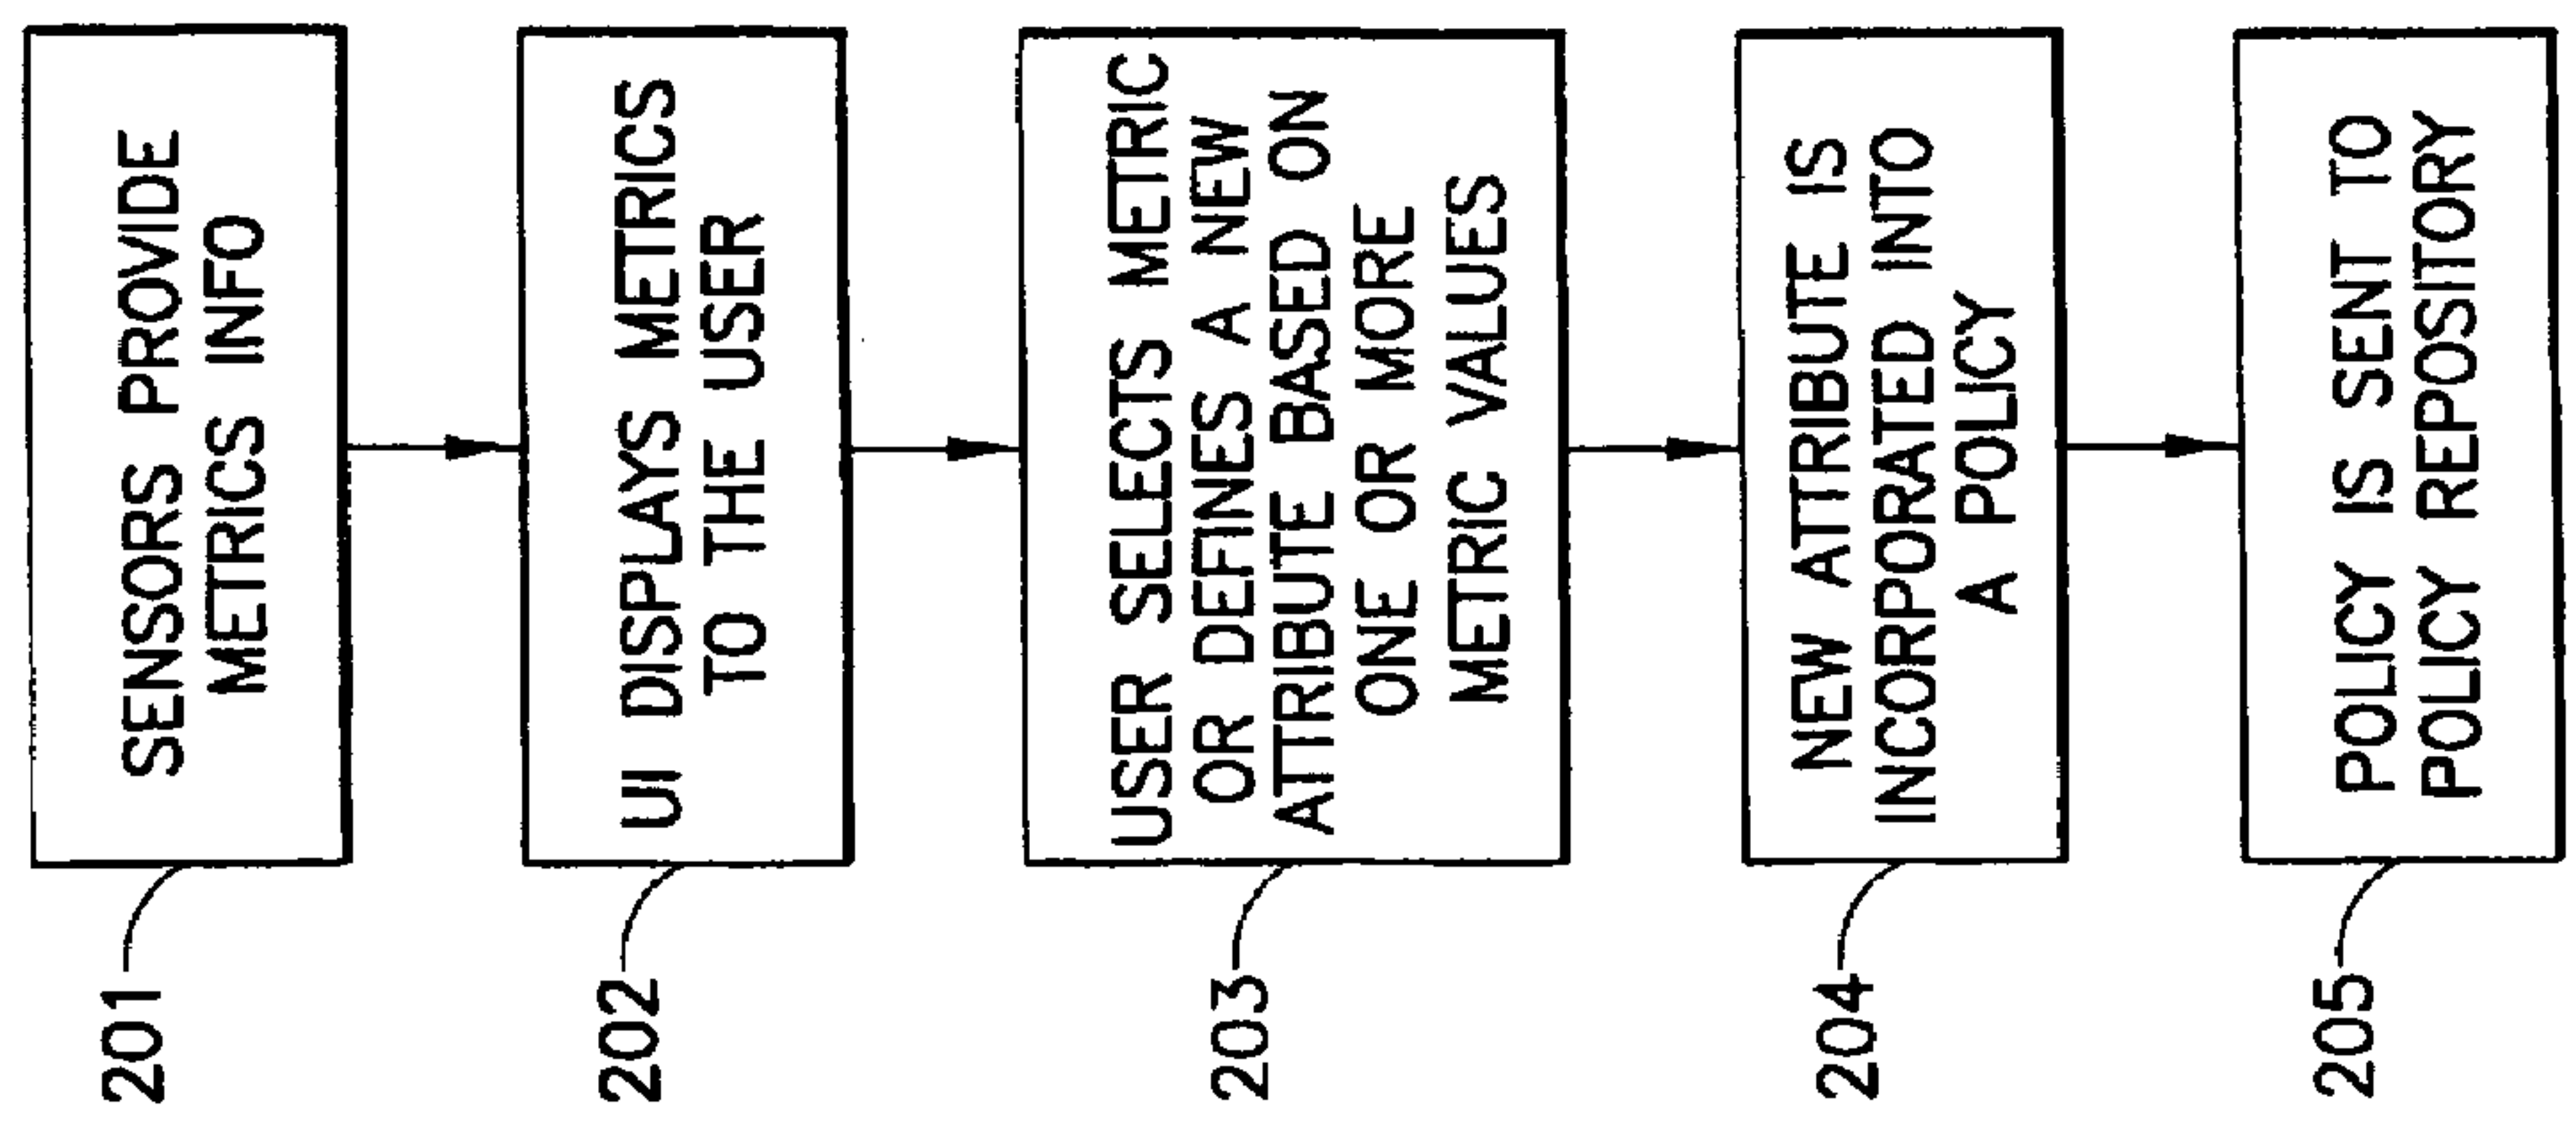 201
SENSORS PROVIDE
METRICS INFO
202
UI DISPLAYS METRICS
TO THE USER
203
USER SELECTS METRIC
OR DEFINES A NEW
ATTRIBUTE BASED ON
ONE OR MORE
METRIC VALUES
204
NEW ATTRIBUTE IS
INCORPORATED INTO
A POLICY
205
POLICY IS SENT TO
POLICY REPOSITORY